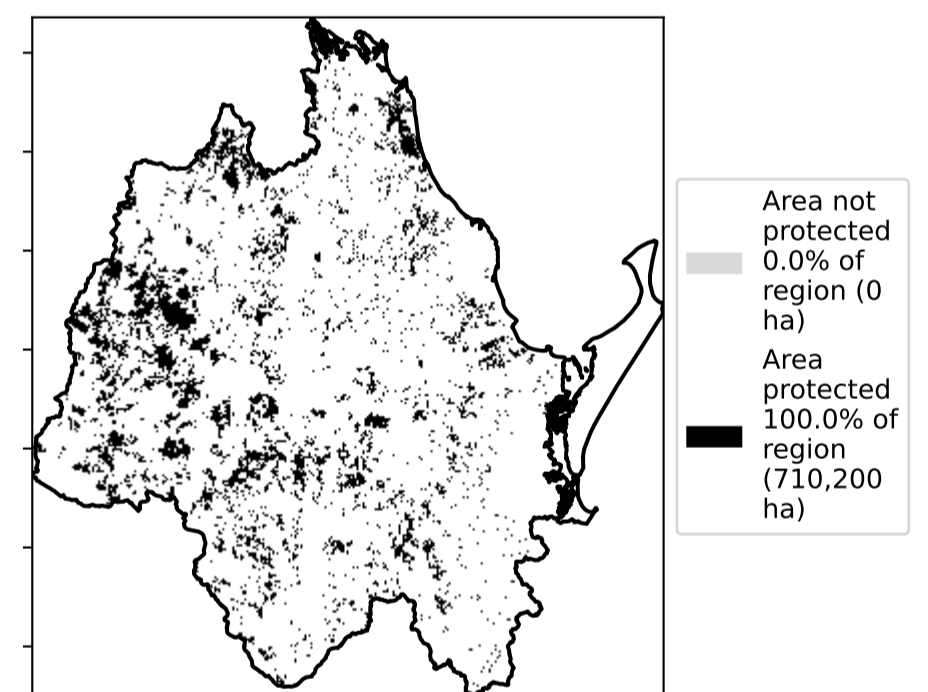 Area not
protected
0.0% of
region (0
ha)
Area
protected
100.0% of
region
(710,200
ha)